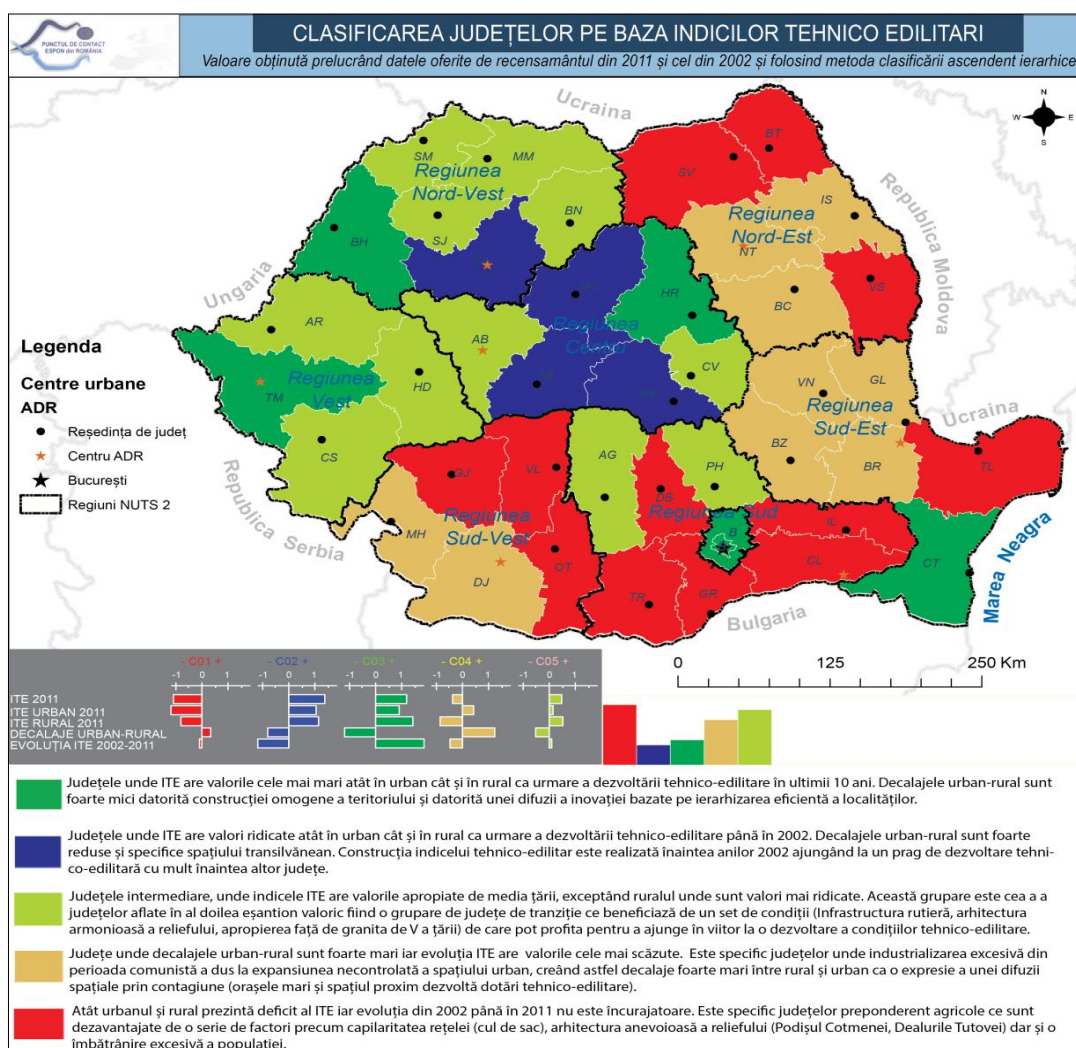 PUNCTUL DE CONTACT
ESPON din ROMÂNIA
CLASIFICAREA JUDEȚELOR PE BAZA INDICILOR TEHNICO EDILITARI
Valoare obținută prelucrând datele oferite de recensamântul din 2011 și cel din 2002 și folosind metoda clasificării ascendent ierarhice
Ucraina
N
W E
S
SM
MM
BT
SV
Regiunea
Nord-Vest
IS
Republica Moldova
BN
Regiunea
Nord-Est
BH
SJ
NT
Ungaria
HR
BC
VS
AR
Regiunea
Centru
AB
CV
Legenda
Centre urbane
ADR
Reședința de județ
Centru ADR
București
Regiuni NUTS 2
Regiunea
Vest
TM
HD
VN
GL
Regiunea
Sud-Est
Ucraina
CS
BZ
BR
TL
AG
PH
GJ
VL
DB
Republica Serbia
Regiunea
Sud-Vest
Regiunea Sud
B
IL
MH
OT
CL
CT
Marea Neagra
DJ
TR
GR
Bulgaria
- C01 + - C02 + - C03 + - C04 + - C05 +
-1 0 1 -1 0 1 -1 0 1 -1 0 1 -1 0 1
0 125 250 Km
ITE 2011
ITE URBAN 2011
ITE RURAL 2011
DECALAJE URBAN-RURAL
EVOLUȚIA ITE 2002-2011
Județele unde ITE are valorile cele mai mari atât în urban cât și în rural ca urmare a dezvoltării tehnico-edilitare în ultimii 10 ani. Decalajele urban-rural sunt
foarte mici datorită construcției omogene a teritoriului și datorită unei difuzii a inovației bazate pe ierarhizarea eficientă a localităților.
Județele unde ITE are valori ridicate atât în urban cât și în rural ca urmare a dezvoltării tehnico-edilitare până în 2002. Decalajele urban-rural sunt foarte
reduse și specifice spațiului transilvănean. Construcția indicelui tehnico-edilitar este realizată înaintea anilor 2002 ajungând la un prag de dezvoltare tehni-
co-edilitară cu mult înaintea altor județe.
Județele intermediare, unde indicele ITE are valorile apropiate de media țării, exceptând ruralul unde sunt valori mai ridicate. Această grupare este cea a a
județelor aflate în al doilea eșantion valoric fiind o grupare de județe de tranziție ce beneficiază de un set de condiții (Infrastructura rutieră, arhitectura
armonioasă a reliefului, apropierea față de granita de V a țării) de care pot profita pentru a ajunge în viitor la o dezvoltare a condițiilor tehnico-edilitare.
Județe unde decalajele urban-rural sunt foarte mari iar evoluția ITE are valorile cele mai scăzute. Este specific județelor unde industrializarea excesivă din
perioada comunistă a dus la expansiunea necontrolată a spațiului urban, creând astfel decalaje foarte mari între rural și urban ca o expresie a unei difuzii
spațiale prin contagiune (orașele mari și spațiul proxim dezvoltă dotări tehnico-edilitare).
Atât urbanul și rural prezintă deficit al ITE iar evoluția din 2002 până în 2011 nu este încurajatoare. Este specific județelor preponderent agricole ce sunt
dezavantajate de o serie de factori precum capilaritatea rețelei (cul de sac), arhitectura anevoioasă a reliefului (Podișul Cotmenei, Dealurile Tutovei) dar și o
îmbătrânire excesivă a populației.